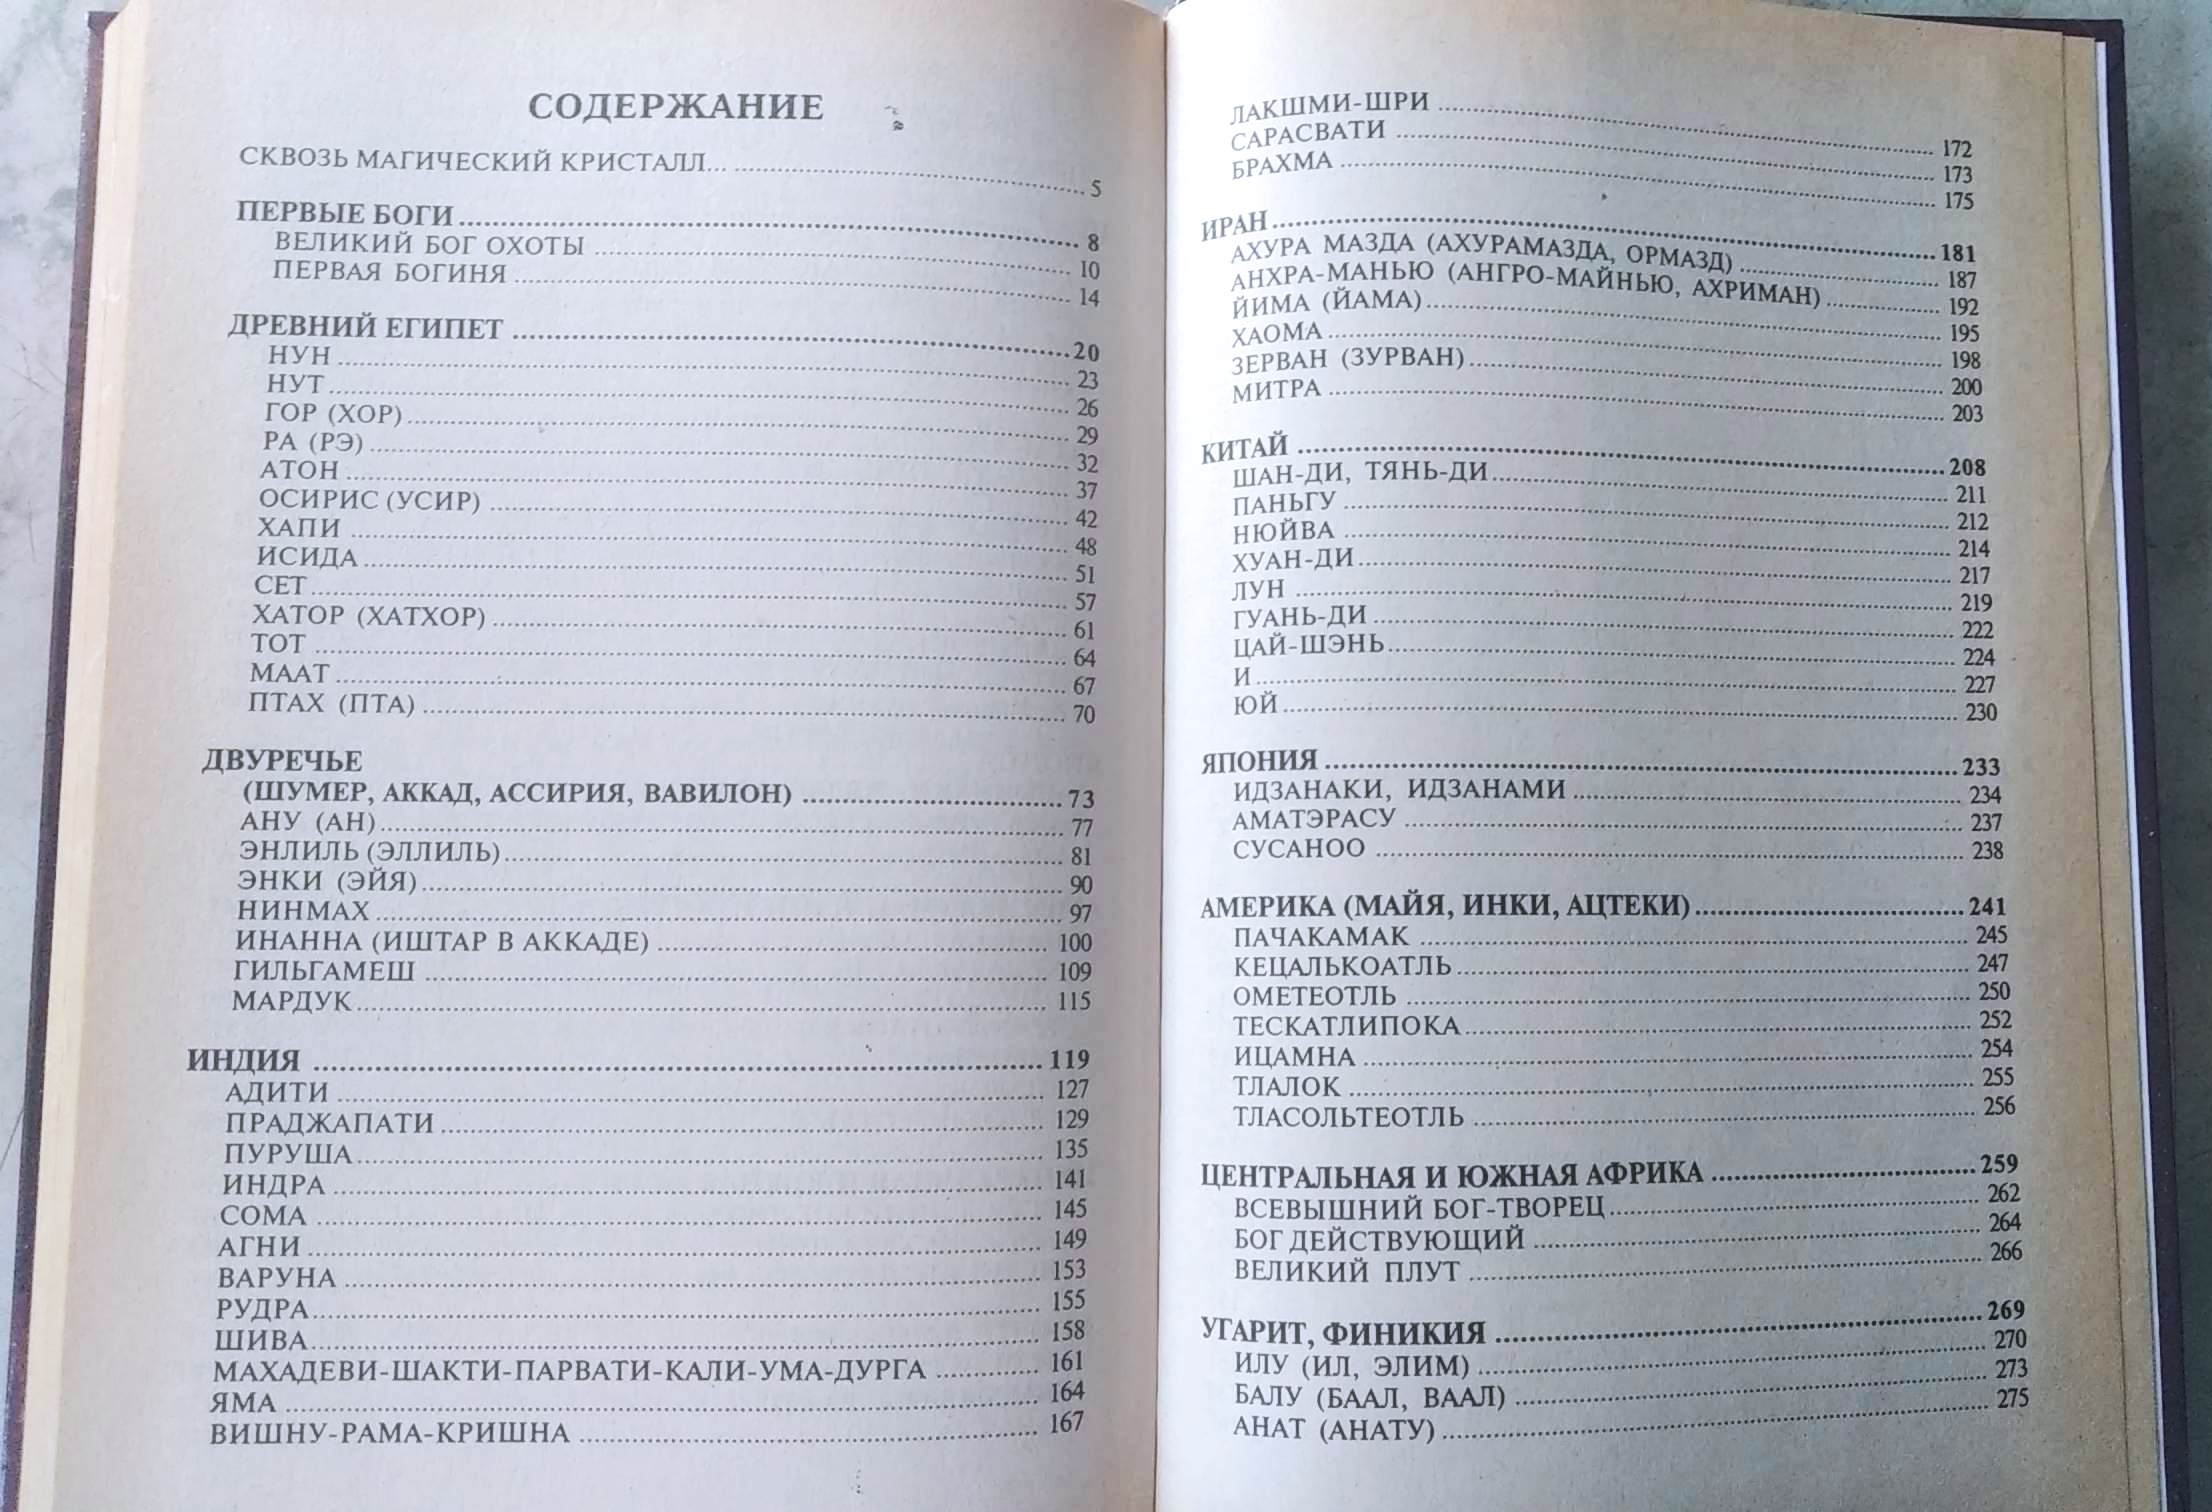 СОДЕРЖАНИЕ
СКВОЗЬ МАГИЧЕСКИЙ КРИСТАЛЛ... 5
ПЕРВЫЕ БОГИ 8
ВЕЛИКИЙ БОГ ОХОТЫ 10
ПЕРВАЯ БОГИНЯ 14
ДРЕВНИЙ ЕГИПЕТ 20
НУН 23
НУТ 26
ГОР (ХОР) 29
РА (РЭ) 32
АТОН 37
ОСИРИС (УСИР) 42
ХАПИ 48
ИСИДА 51
СЕТ 57
ХАТОР (ХАТХОР) 61
ТОТ 64
МААТ 67
ПТАХ (ПТА) 70
ДВУРЕЧЬЕ
(ШУМЕР, АККАД, АССИРИЯ, ВАВИЛОН) 73
АНУ (АН) 77
ЭНЛИЛЬ (ЭЛЛИЛЬ) 81
ЭНКИ (ЭЙЯ) 90
НИНМАХ 97
ИНАННА (ИШТАР В АККАДЕ) 100
ГИЛЬГАМЕШ 109
МАРДУК 115
ИНДИЯ 119
АДИТИ 127
ПРАДЖАПАТИ 129
ПУРУША 135
ИНДРА 141
СОМА 145
АГНИ 149
ВАРУНА 153
РУДРА 155
ШИВА 158
МАХАДЕВИ-ШАКТИ-ПАРВАТИ-КАЛИ-УМА-ДУРГА 161
ЯМА 164
ВИШНУ-РАМА-КРИШНА 167
ЛАКШМИ-ШРИ 172
САРАСВАТИ 173
БРАХМА 175
ИРАН 181
АХУРА МАЗДА (АХУРАМАЗДА, ОРМАЗД) 187
АНХРА-МАНЬЮ (АНГРО-МАЙНЬЮ, АХРИМАН) 192
ЙИМА (ЙАМА) 195
ХАОМА 198
ЗЕРВАН (ЗУРВАН) 200
МИТРА 203
КИТАЙ 208
ШАН-ДИ, ТЯНЬ-ДИ 211
ПАНЬГУ 212
НЮЙВА 214
ХУАН-ДИ 217
ЛУН 219
ГУАНЬ-ДИ 222
ЦАЙ-ШЭНЬ 224
И 227
ЮЙ 230
ЯПОНИЯ 233
ИДЗАНАКИ, ИДЗАНАМИ 234
АМАТЭРАСУ 237
СУСАНОО 238
АМЕРИКА (МАЙЯ, ИНКИ, АЦТЕКИ) 241
ПАЧАКАМАК 245
КЕЦАЛЬКОАТЛЬ 247
ОМЕТЕОТЛЬ 250
ТЕСКАТЛИПОКА 252
ИЦАМНА 254
ТЛАЛОК 255
ТЛАСОЛЬТЕОТЛЬ 256
ЦЕНТРАЛЬНАЯ И ЮЖНАЯ АФРИКА 259
ВСЕВЫШНИЙ БОГ-ТВОРЕЦ 262
БОГ ДЕЙСТВУЮЩИЙ 264
ВЕЛИКИЙ ПЛУТ 266
УГАРИТ, ФИНИКИЯ 269
ИЛУ (ИЛ, ЭЛИМ) 270
БАЛУ (БААЛ, ВААЛ) 273
АНАТ (АНАТУ) 275